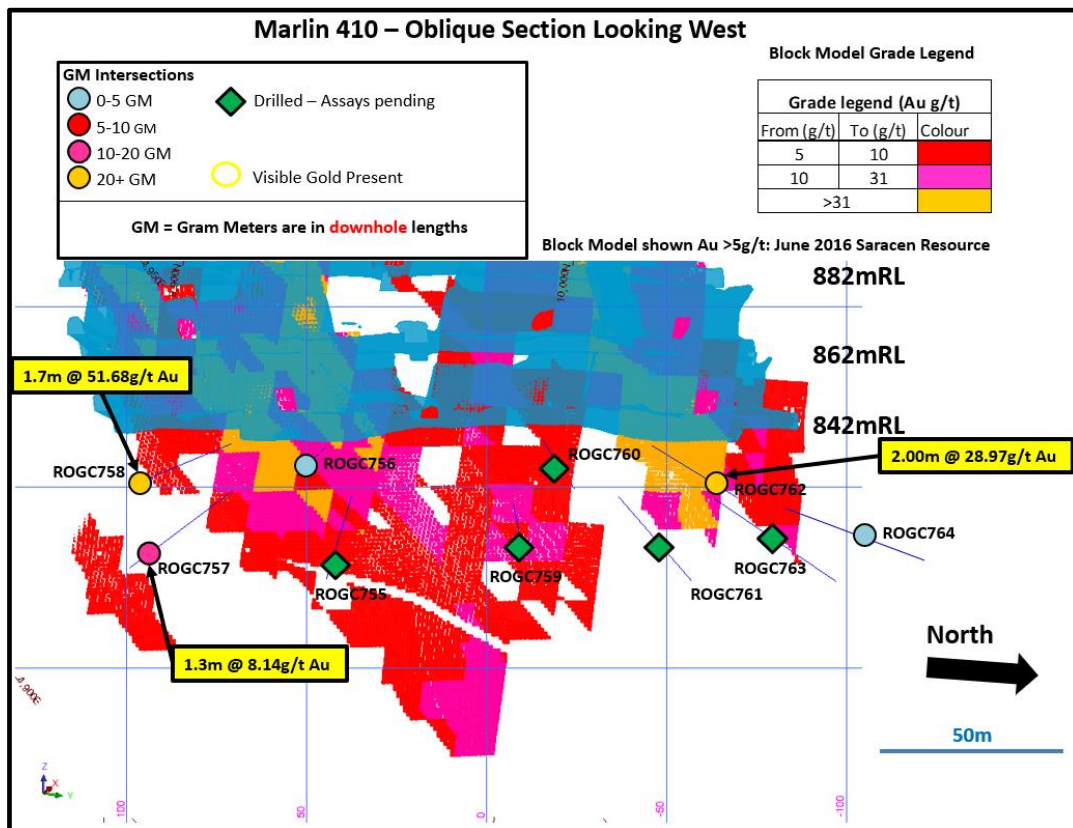 Marlin 410 – Oblique Section Looking West
GM Intersections
0-5 GM
5-10 GM
10-20 GM
20+ GM
Drilled – Assays pending
Visible Gold Present
GM = Gram Meters are in downhole lengths
Block Model Grade Legend
Grade legend (Au g/t)
From (g/t) To (g/t) Colour
5 10
10 31
>31
Block Model shown Au >5g/t: June 2016 Saracen Resource
10,000N
882mRL
862mRL
842mRL
1.7m @ 51.68g/t Au
ROGC758
ROGC756
ROGC760
2.00m @ 28.97g/t Au
ROGC762
ROGC764
ROGC757
ROGC755
ROGC759
ROGC761
ROGC763
1.3m @ 8.14g/t Au
North
50m
Z
X
Y
100
50
0
-50
-100